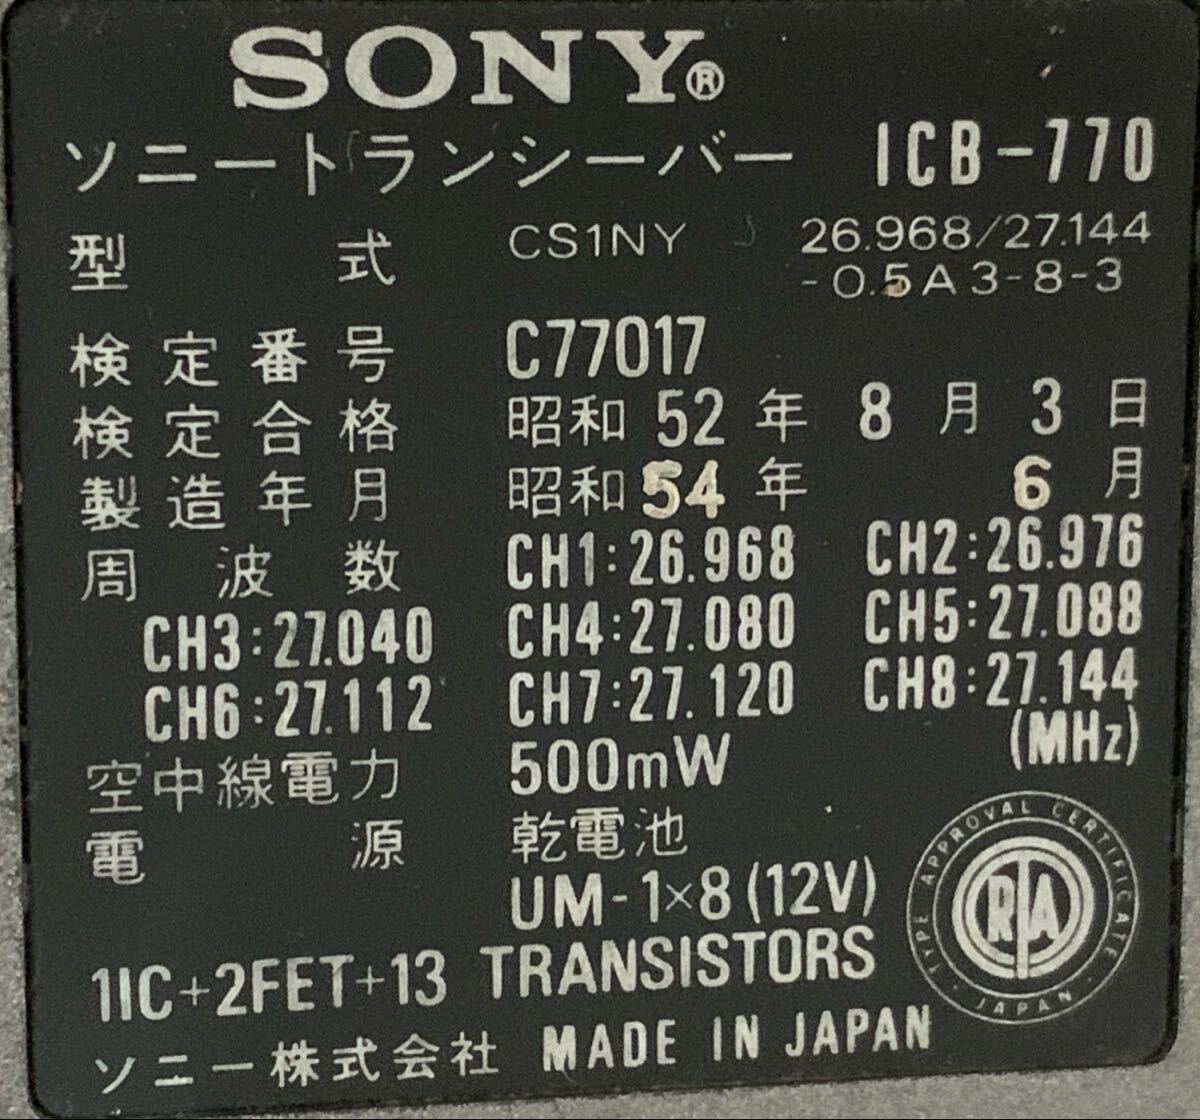 SONY®
ソニートランシーバー ICB-770
型式 CS1NY 26.968/27.144
-0.5A3-8-3
検定番号 C77017
検定合格 昭和 52 年 8 月 3 日
製造年月 昭和 54 年 6 月
周波数 CH1:26.968 CH2:26.976
CH3:27.040 CH4:27.080 CH5:27.088
CH6:27.112 CH7:27.120 CH8:27.144
(MHz)
空中線電力 500mW
電源 乾電池
UM-1×8(12V)
1IC+2FET+13 TRANSISTORS
ソニー株式会社 MADE IN JAPAN
TYPE APPROVAL CERTIFICATE
RTA
JAPAN